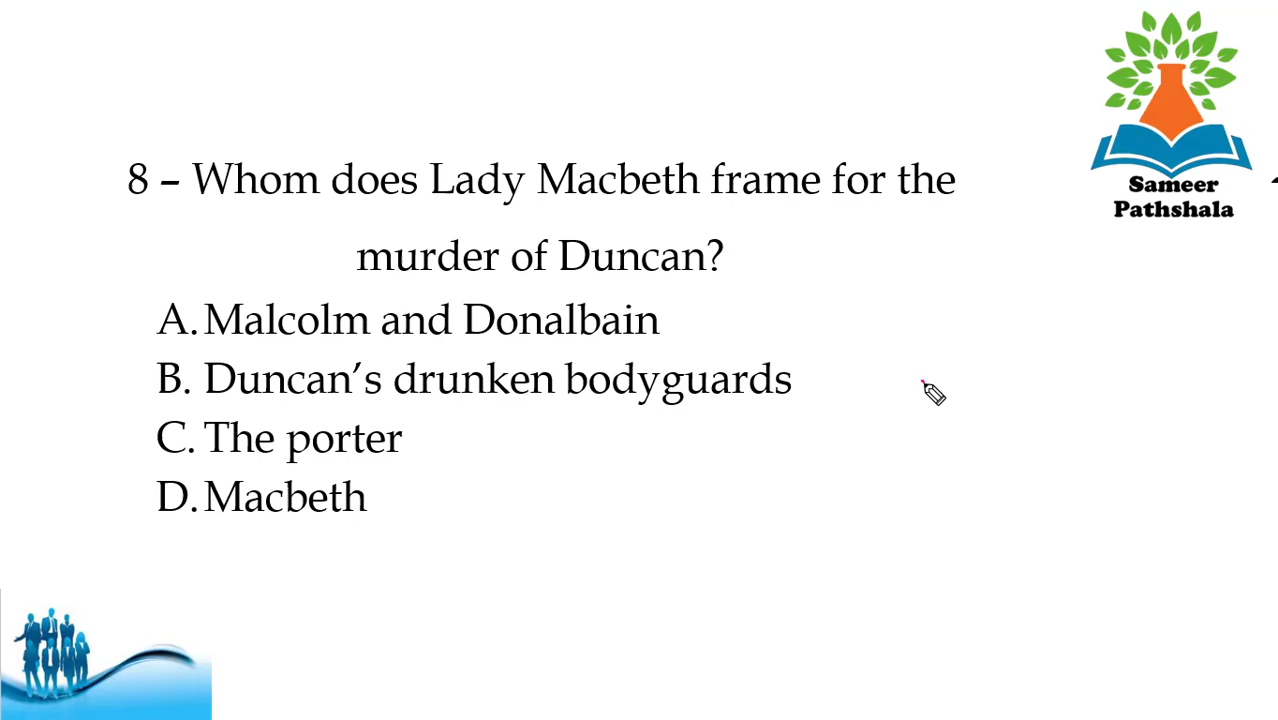 Sameer
Pathshala
8 – Whom does Lady Macbeth frame for the
murder of Duncan?
A. Malcolm and Donalbain
B. Duncan’s drunken bodyguards
C. The porter
D. Macbeth